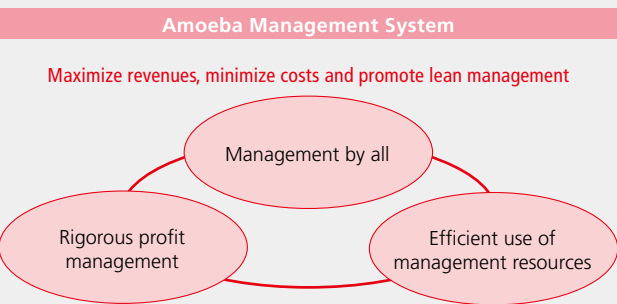 Amoeba Management System
Maximize revenues, minimize costs and promote lean management
Management by all
Rigorous profit
management
Efficient use of
management resources